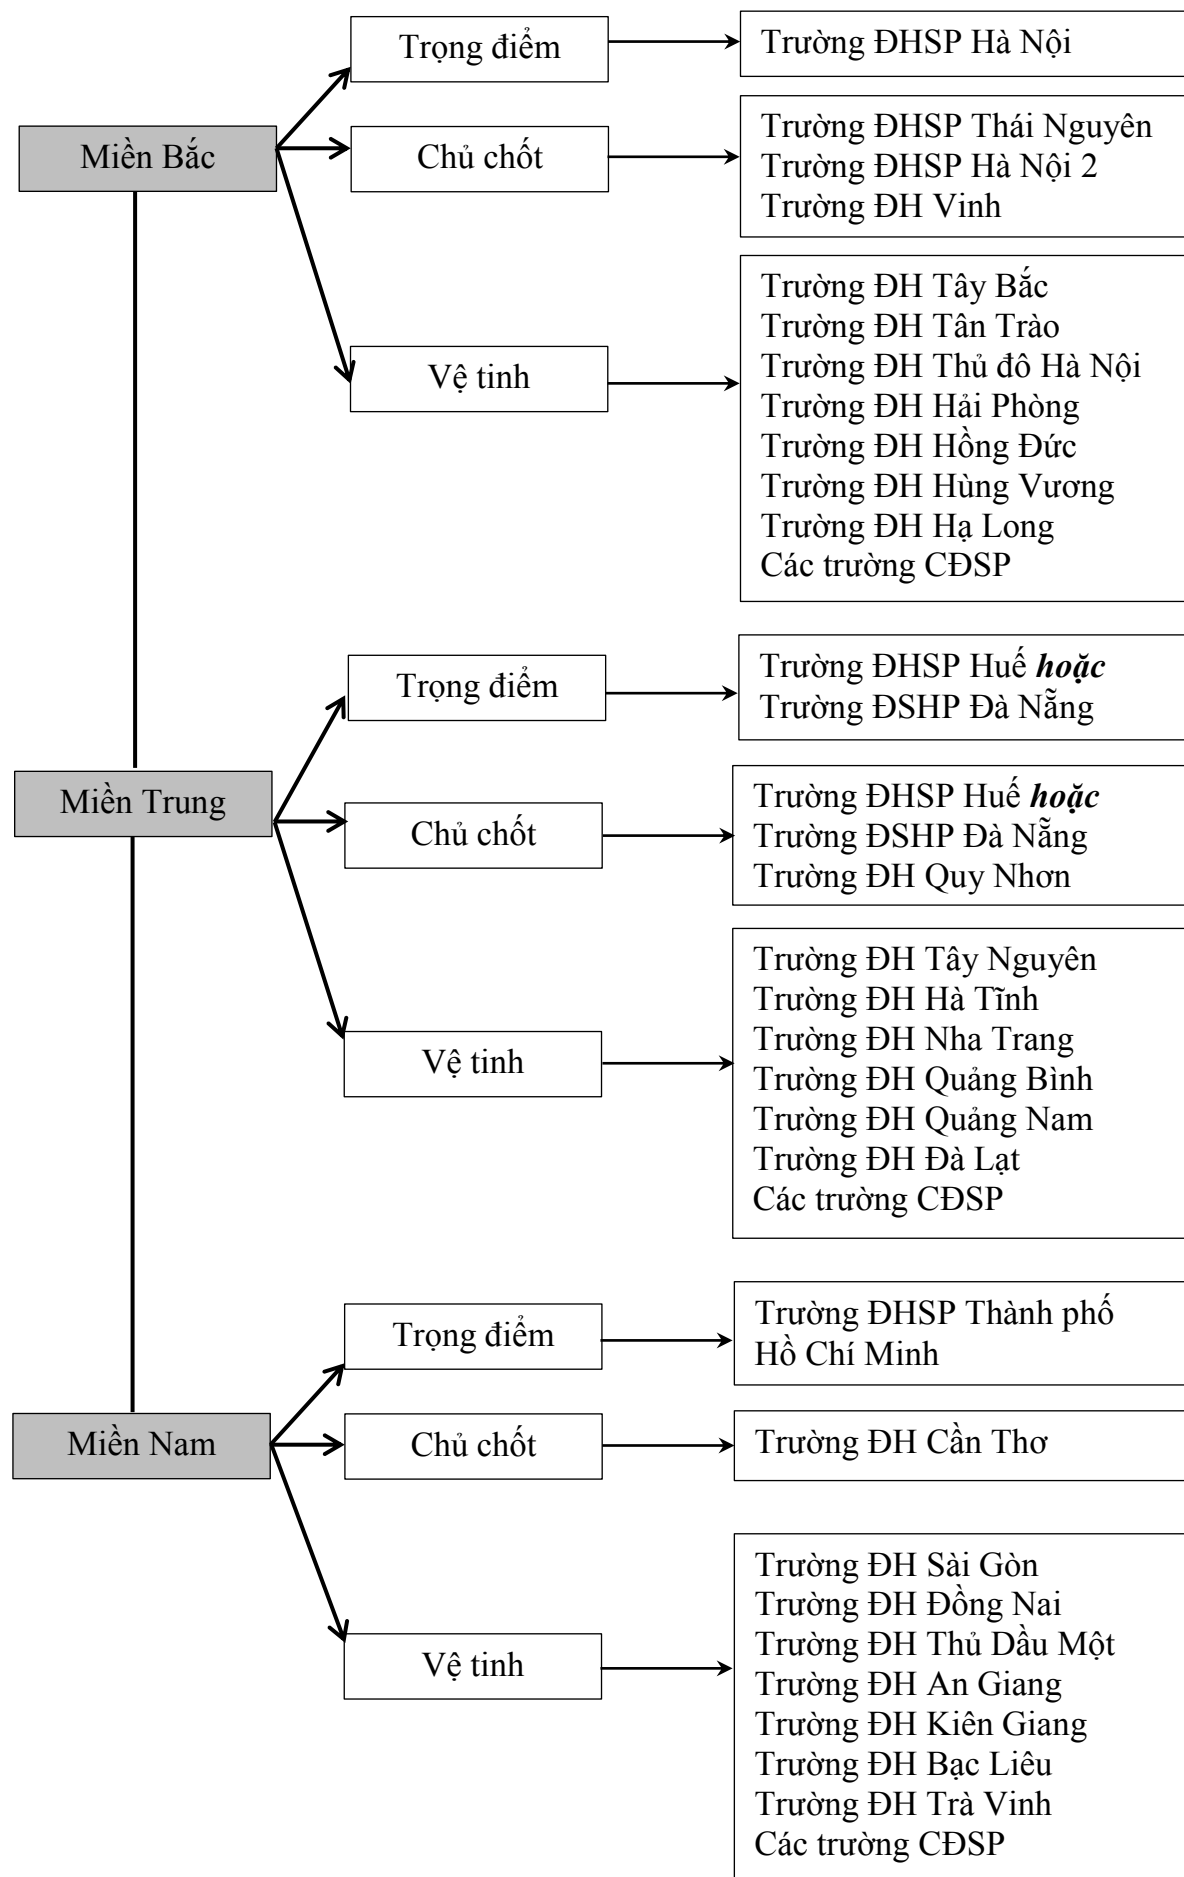 Trọng điểm
Trường ĐHSP Hà Nội
Miền Bắc
Chủ chốt
Trường ĐHSP Thái Nguyên
Trường ĐHSP Hà Nội 2
Trường ĐH Vinh
Vệ tinh
Trường ĐH Tây Bắc
Trường ĐH Tân Trào
Trường ĐH Thủ đô Hà Nội
Trường ĐH Hải Phòng
Trường ĐH Hồng Đức
Trường ĐH Hùng Vương
Trường ĐH Hạ Long
Các trường CĐSP
Trọng điểm
Trường ĐHSP Huế hoặc
Trường ĐSHP Đà Nẵng
Miền Trung
Chủ chốt
Trường ĐHSP Huế hoặc
Trường ĐSHP Đà Nẵng
Trường ĐH Quy Nhơn
Vệ tinh
Trường ĐH Tây Nguyên
Trường ĐH Hà Tĩnh
Trường ĐH Nha Trang
Trường ĐH Quảng Bình
Trường ĐH Quảng Nam
Trường ĐH Đà Lạt
Các trường CĐSP
Trọng điểm
Trường ĐHSP Thành phố
Hồ Chí Minh
Miền Nam
Chủ chốt
Trường ĐH Cần Thơ
Vệ tinh
Trường ĐH Sài Gòn
Trường ĐH Đồng Nai
Trường ĐH Thủ Dầu Một
Trường ĐH An Giang
Trường ĐH Kiên Giang
Trường ĐH Bạc Liêu
Trường ĐH Trà Vinh
Các trường CĐSP